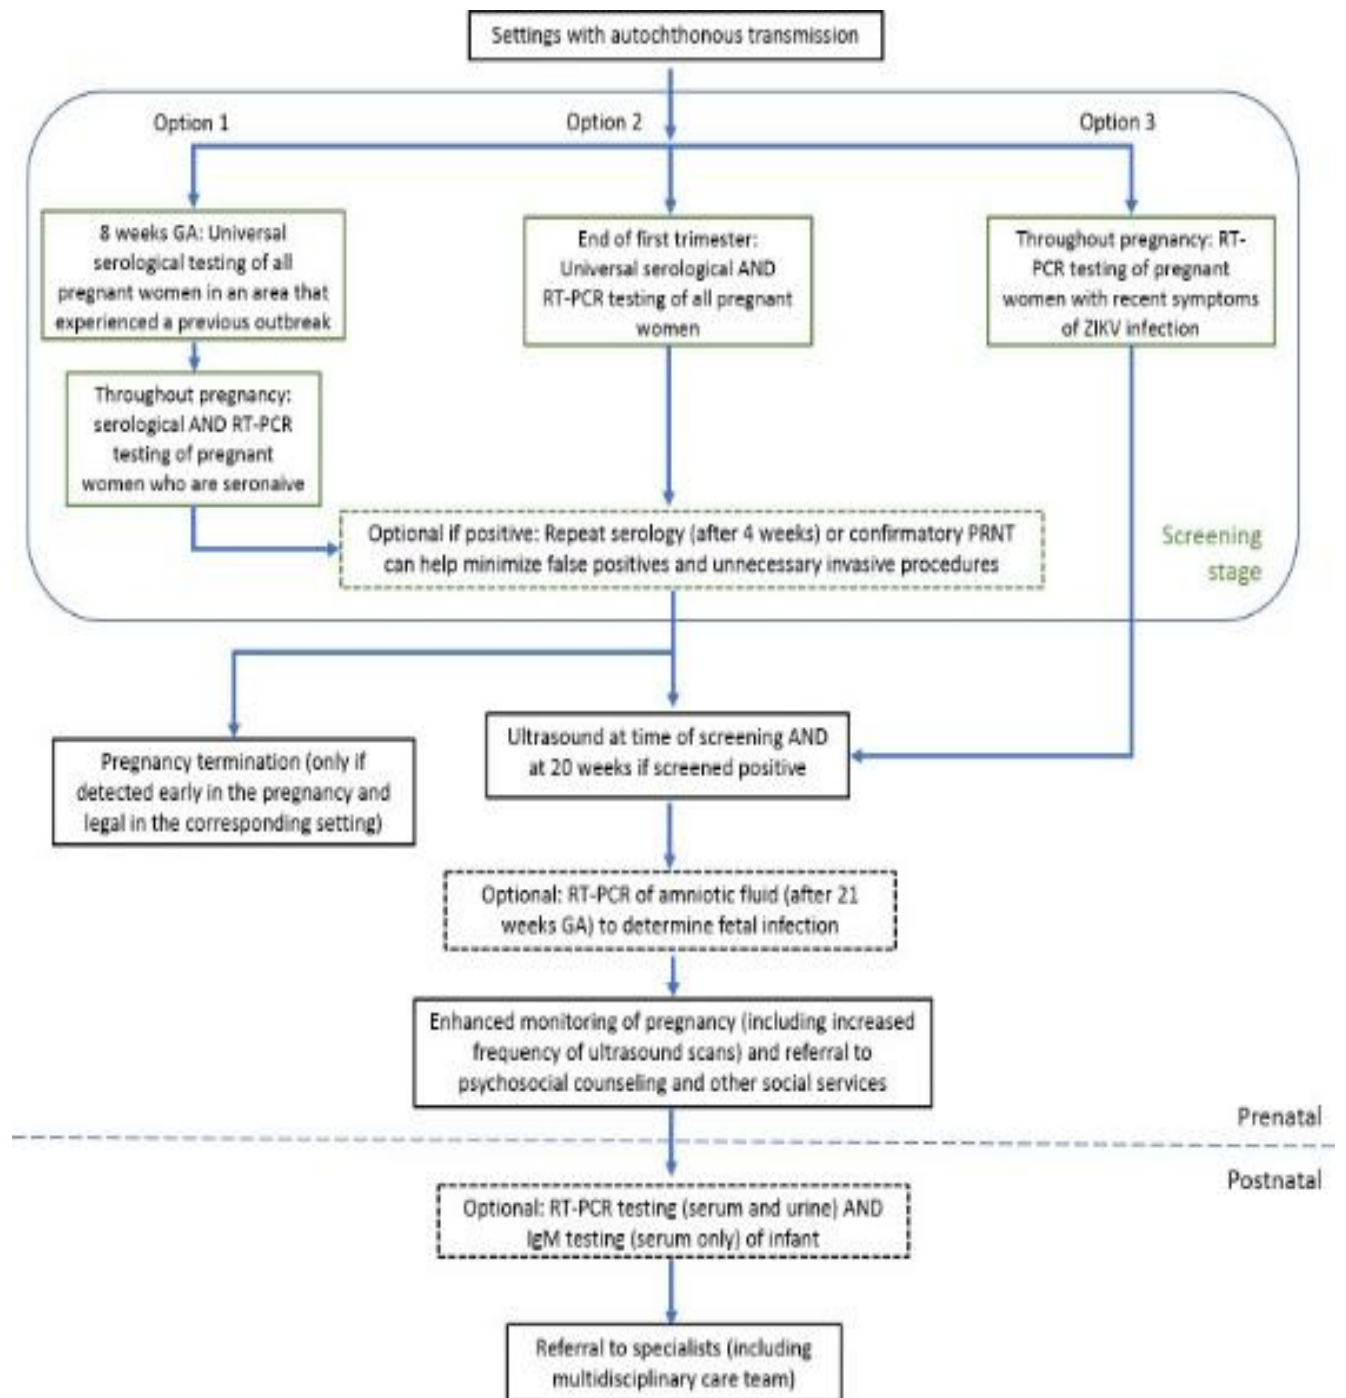 Settings with autochthonous transmission
Option 1
Option 2
Option 3
8 weeks GA: Universal
serological testing of all
pregnant women in an area that
experienced a previous outbreak
End of first trimester:
Universal serological AND
RT-PCR testing of all pregnant
women
Throughout pregnancy: RT-
PCR testing of pregnant
women with recent symptoms
of ZIKV infection
Throughout pregnancy:
serological AND RT-PCR
testing of pregnant
women who are seronaive
Optional if positive: Repeat serology (after 4 weeks) or confirmatory PRNT
can help minimize false positives and unnecessary invasive procedures
Screening
stage
Pregnancy termination (only if
detected early in the pregnancy and
legal in the corresponding setting)
Ultrasound at time of screening AND
at 20 weeks if screened positive
Optional: RT-PCR of amniotic fluid (after 21
weeks GA) to determine fetal infection
Enhanced monitoring of pregnancy (including increased
frequency of ultrasound scans) and referral to
psychosocial counseling and other social services
Prenatal
Postnatal
Optional: RT-PCR testing (serum and urine) AND
IgM testing (serum only) of infant
Referral to specialists (including
multidisciplinary care team)